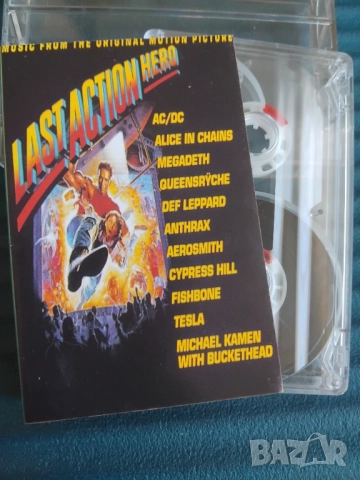 MUSIC FROM THE ORIGINAL MOTION PICTURE
LAST ACTION HERO
AC/DC
ALICE IN CHAINS
MEGADETH
QUEENSRŸCHE
DEF LEPPARD
ANTHRAX
AEROSMITH
CYPRESS HILL
FISHBONE
TESLA
MICHAEL KAMEN
WITH BUCKETHEAD
BAZAR